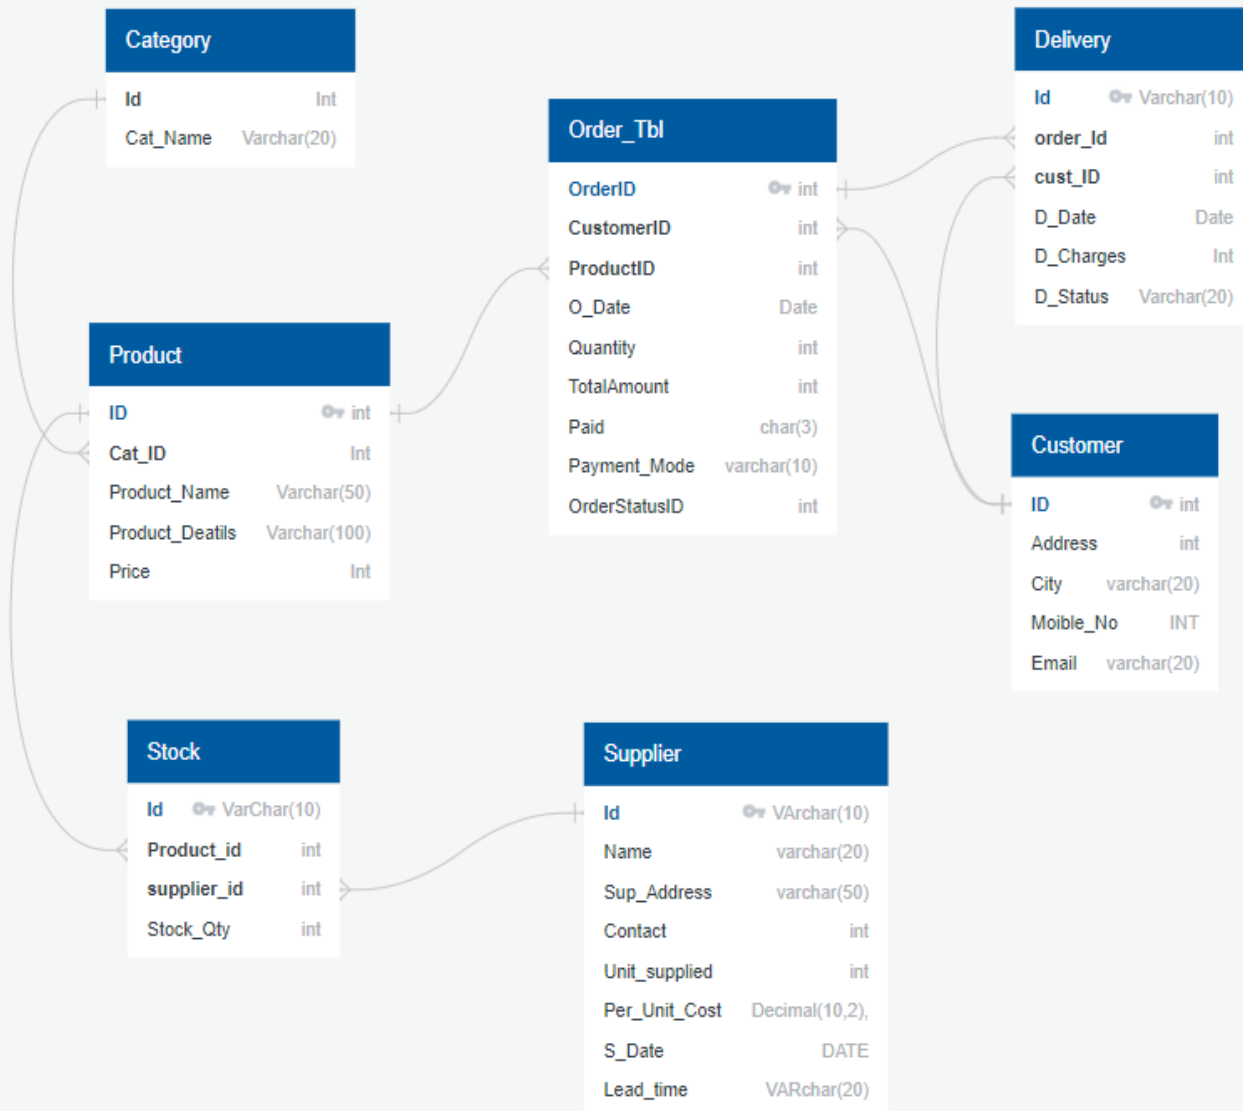 Category
Id Int
Cat_Name Varchar(20)
Product
ID int
Cat_ID Int
Product_Name Varchar(50)
Product_Deatils Varchar(100)
Price Int
Stock
Id VarChar(10)
Product_id int
supplier_id int
Stock_Qty int
Order_Tbl
OrderID int
CustomerID int
ProductID int
O_Date Date
Quantity int
TotalAmount int
Paid char(3)
Payment_Mode varchar(10)
OrderStatusID int
Supplier
Id VArchar(10)
Name varchar(20)
Sup_Address varchar(50)
Contact int
Unit_supplied int
Per_Unit_Cost Decimal(10,2),
S_Date DATE
Lead_time VARchar(20)
Delivery
Id Varchar(10)
order_Id int
cust_ID int
D_Date Date
D_Charges Int
D_Status Varchar(20)
Customer
ID int
Address int
City varchar(20)
Moible_No INT
Email varchar(20)